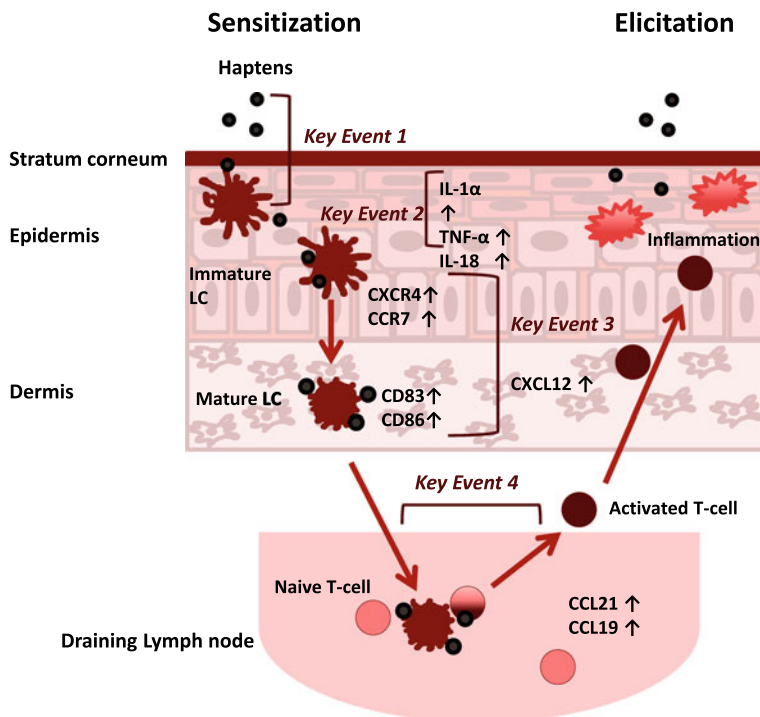 Sensitization
Elicitation
Haptens
Key Event 1
Stratum corneum
IL-1α
↑
Key Event 2
TNF-α ↑
IL-18 ↑
Epidermis
Inflammation
Immature
LC
CXCR4↑
CCR7 ↑
Key Event 3
Dermis
Mature LC
CD83↑
CD86↑
CXCL12 ↑
Key Event 4
Activated T-cell
Naive T-cell
CCL21 ↑
CCL19 ↑
Draining Lymph node